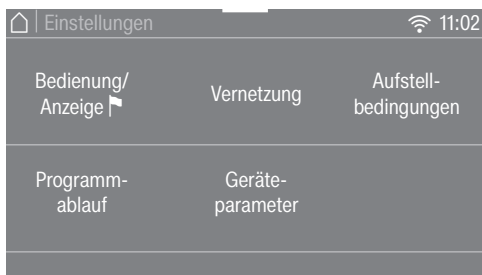 Einstellungen 11:02
Bedienung/
Anzeige
Vernetzung
Aufstell-
bedingungen
Programm-
ablauf
Geräte-
parameter